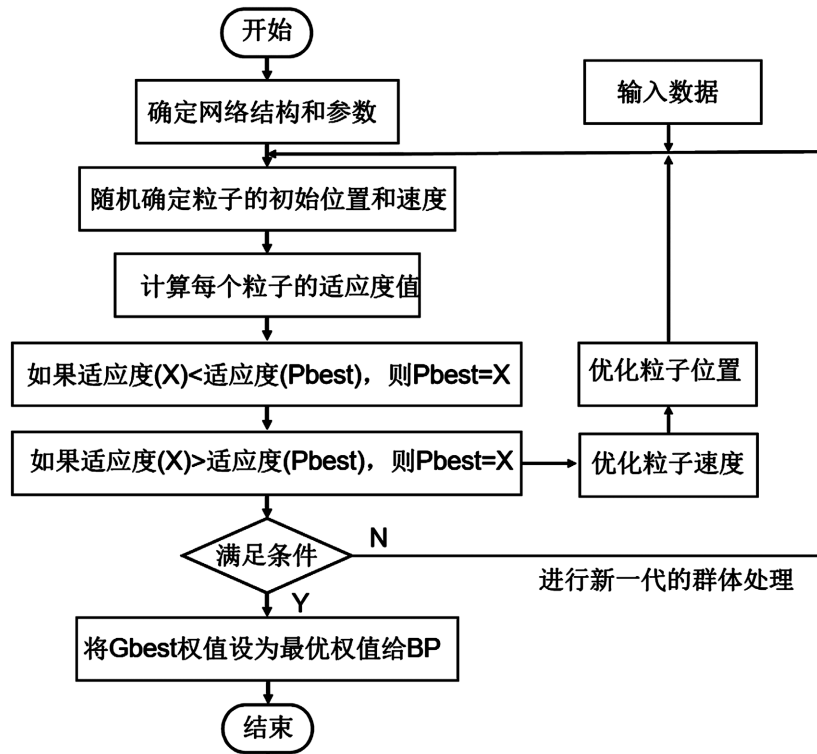 开始
确定网络结构和参数
输入数据
随机确定粒子的初始位置和速度
计算每个粒子的适应度值
如果适应度(X)<适应度(Pbest)，则Pbest=X
优化粒子位置
如果适应度(X)>适应度(Pbest)，则Pbest=X
优化粒子速度
满足条件
N
进行新一代的群体处理
Y
将Gbest权值设为最优权值给BP
结束